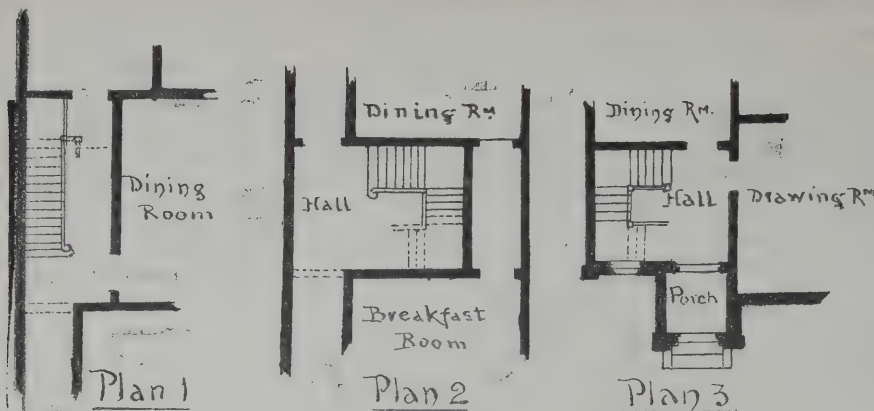 Dining
Room
Plan 1
Dining RM
Hall
Breakfast
Room
Plan 2
Dining RM.
Hall
Drawing RM
Porch
Plan 3